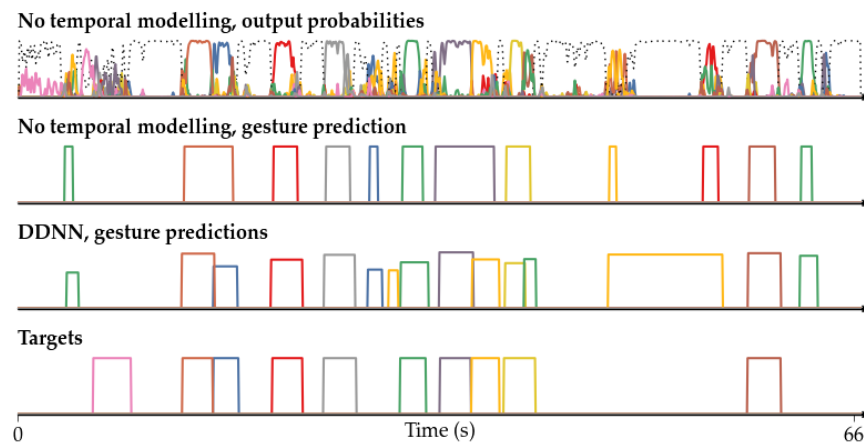 No temporal modelling, output probabilities
No temporal modelling, gesture prediction
DDNN, gesture predictions
Targets
0
Time (s)
66